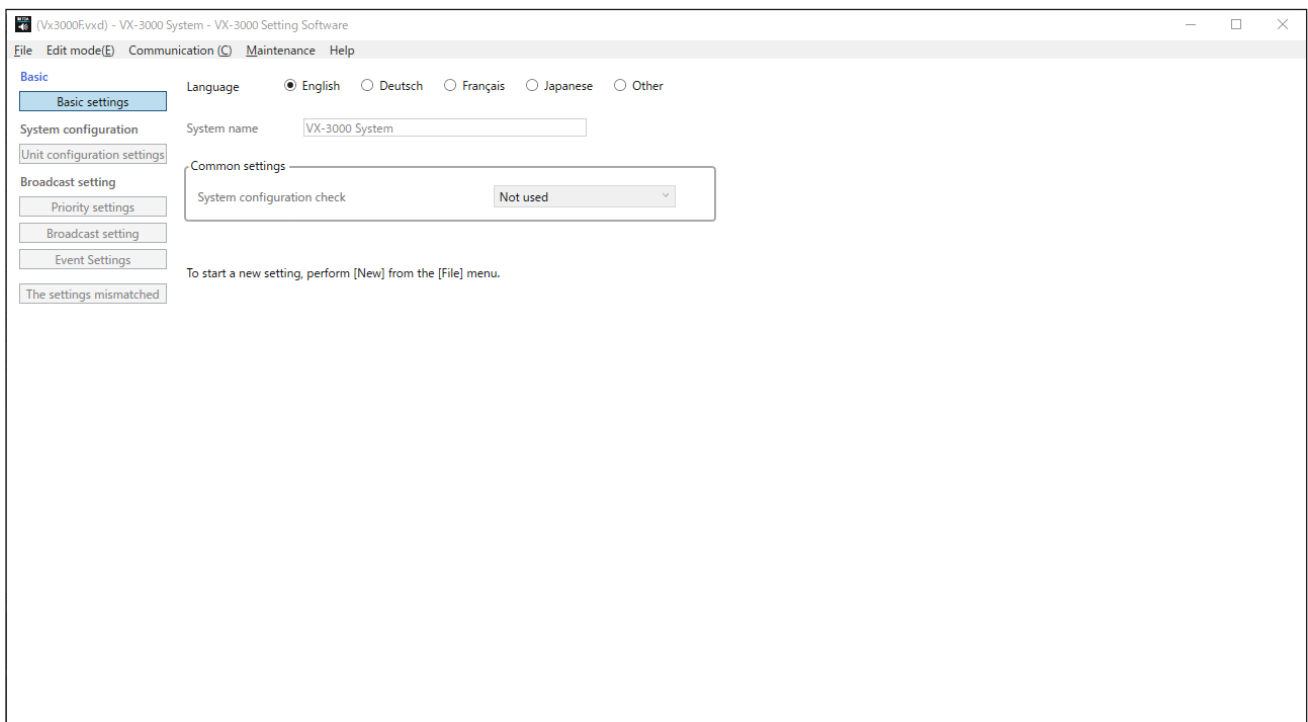 (Vx3000F.vxd) - VX-3000 System - VX-3000 Setting Software
File Edit mode(E) Communication (C) Maintenance Help
Basic
Basic settings
System configuration
Unit configuration settings
Broadcast setting
Priority settings
Broadcast setting
Event Settings
The settings mismatched
Language English Deutsch Français Japanese Other
System name VX-3000 System
Common settings
System configuration check Not used
To start a new setting, perform [New] from the [File] menu.